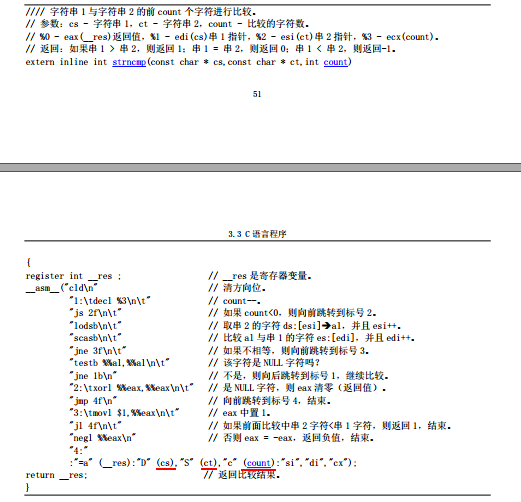 //// 字符串 1 与字符串 2 的前 count 个字符进行比较。
// 参数：cs - 字符串 1，ct - 字符串 2，count - 比较的字符数。
// %0 - eax(__res)返回值，%1 - edi(cs)串 1 指针，%2 - esi(ct)串 2 指针，%3 - ecx(count)。
// 返回：如果串 1 > 串 2，则返回 1；串 1 = 串 2，则返回 0；串 1 < 串 2，则返回-1。
extern inline int strncmp(const char * cs,const char * ct,int count)
51
3.3 C 语言程序
{
register int __res ; // __res 是寄存器变量。
__asm__("cld\n" // 清方向位。
"1:\tdecl %3\n\t" // count--。
"js 2f\n\t" // 如果 count<0，则向前跳转到标号 2。
"lodsb\n\t" // 取串 2 的字符 ds:[esi]➔al，并且 esi++。
"scasb\n\t" // 比较 al 与串 1 的字符 es:[edi]，并且 edi++。
"jne 3f\n\t" // 如果不相等，则向前跳转到标号 3。
"testb %%al,%%al\n\t" // 该字符是 NULL 字符吗？
"jne 1b\n" // 不是，则向后跳转到标号 1，继续比较。
"2:\txorl %%eax,%%eax\n\t" // 是 NULL 字符，则 eax 清零（返回值）。
"jmp 4f\n" // 向前跳转到标号 4，结束。
"3:\tmovl $1,%%eax\n\t" // eax 中置 1。
"jl 4f\n\t" // 如果前面比较中串 2 字符<串 1 字符，则返回 1，结束。
"negl %%eax\n" // 否则 eax = -eax，返回负值，结束。
"4:"
:"=a" (__res):"D" (cs),"S" (ct),"c" (count):"si","di","cx");
return __res; // 返回比较结果。
}